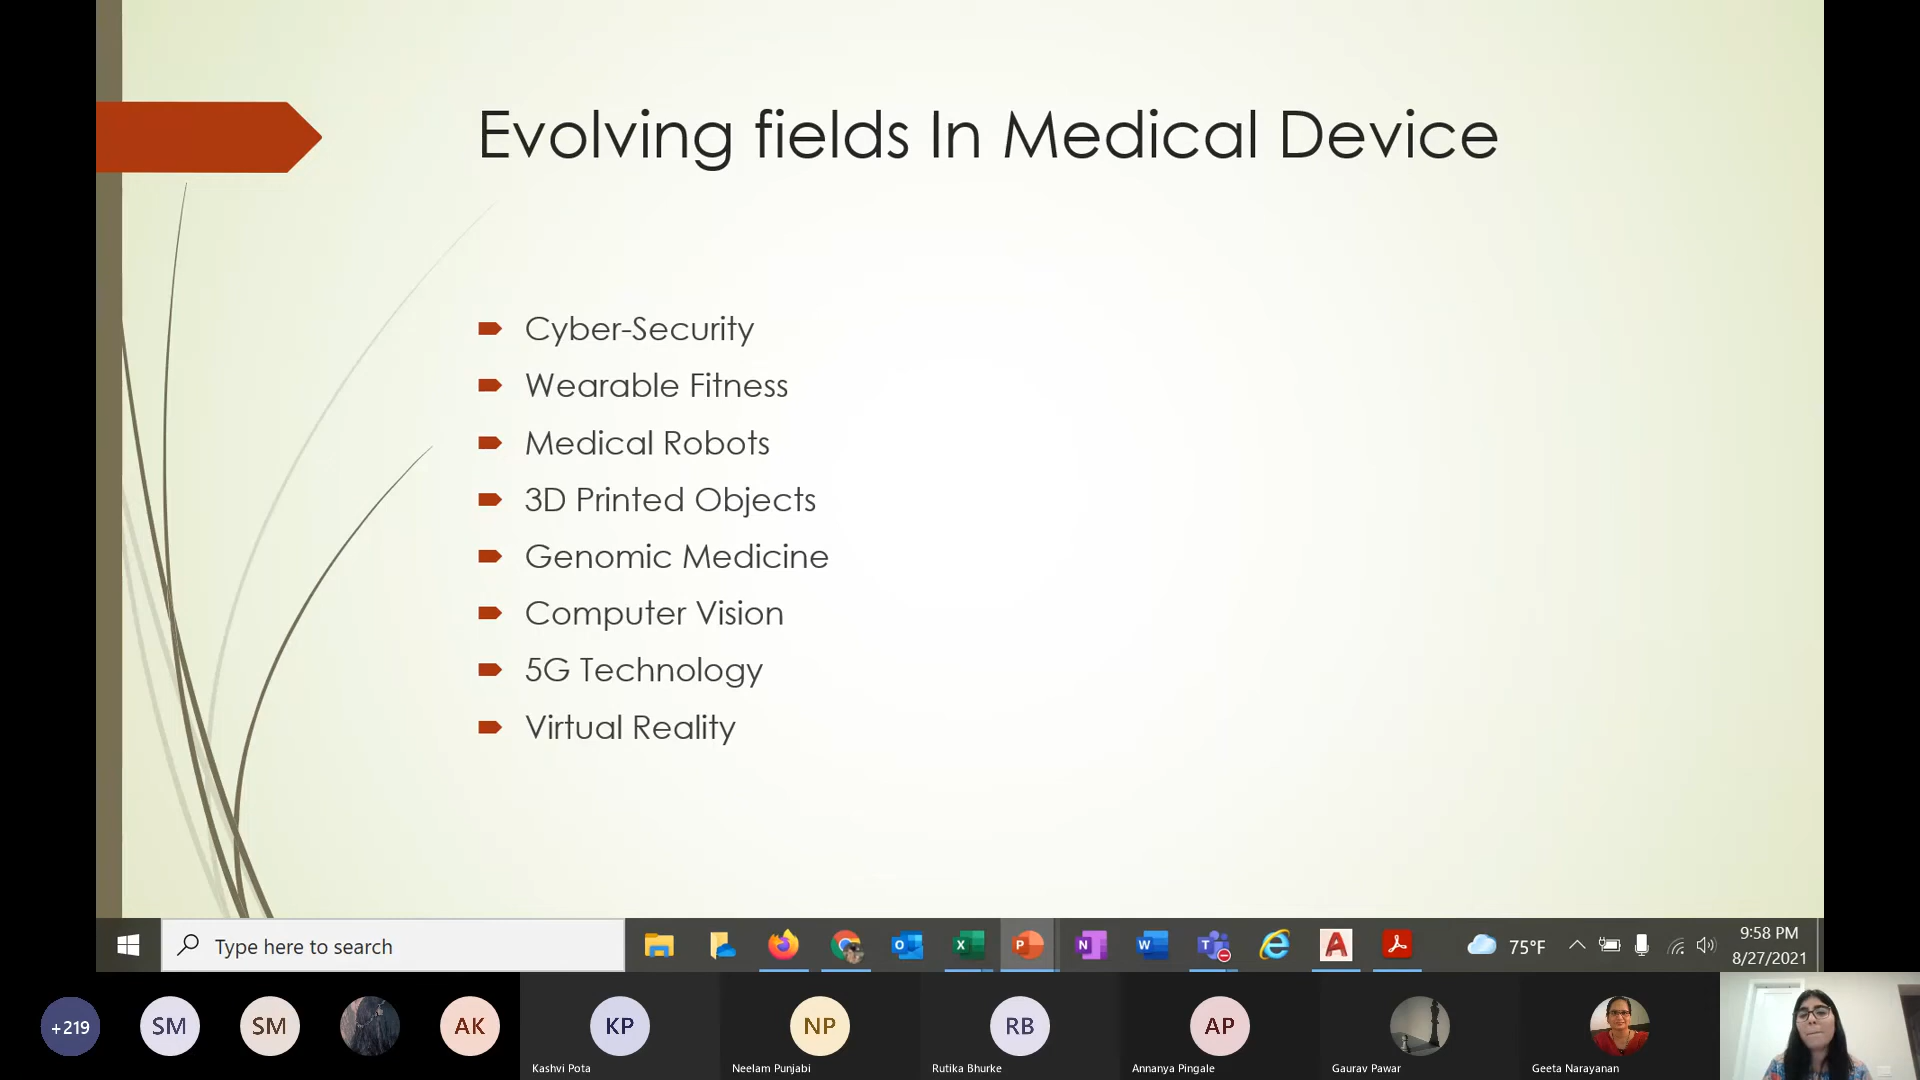 Evolving fields In Medical Device
Cyber-Security
Wearable Fitness
Medical Robots
3D Printed Objects
Genomic Medicine
Computer Vision
5G Technology
Virtual Reality
Type here to search
75°F
9:58 PM
8/27/2021
+219
SM
SM
AK
KP
NP
RB
AP
Kashvi Pota
Neelam Punjabi
Rutika Bhurke
Annanya Pingale
Gaurav Pawar
Geeta Narayanan